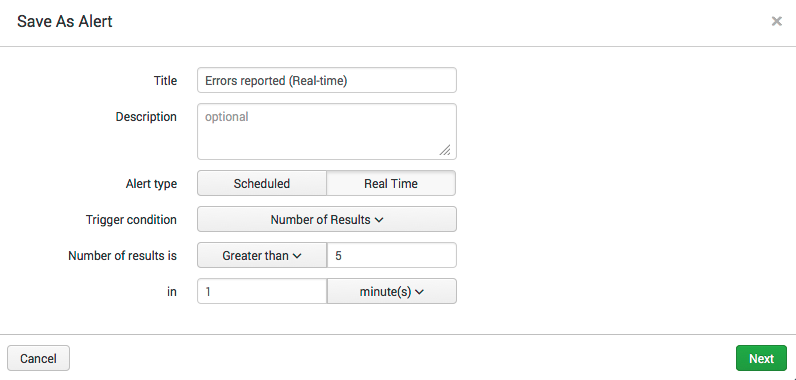 Save As Alert ×
Title Errors reported (Real-time)
Description optional
Alert type Scheduled Real Time
Trigger condition Number of Results
Number of results is Greater than 5
in 1 minute(s)
Cancel Next